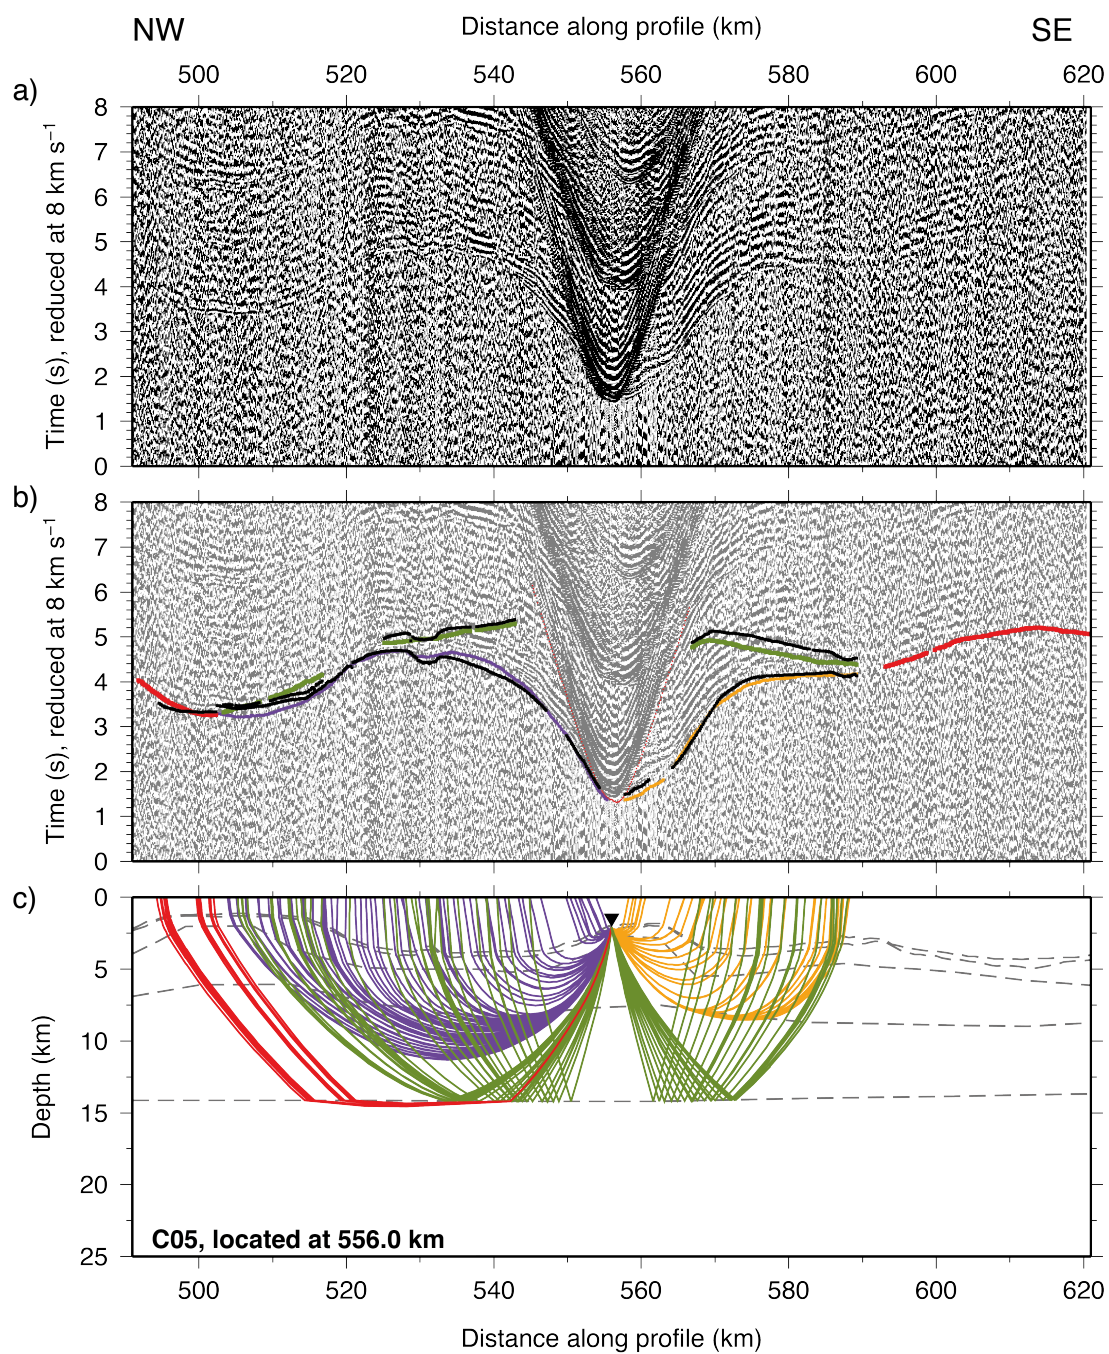 NW Distance along profile (km) SE
500 520 540 560 580 600 620
a)
8
7
6
5
4
3
2
1
0
Time (s), reduced at 8 km s⁻¹
b)
8
7
6
5
4
3
2
1
0
Time (s), reduced at 8 km s⁻¹
c)
0
5
10
15
20
25
Depth (km)
C05, located at 556.0 km
500 520 540 560 580 600 620
Distance along profile (km)